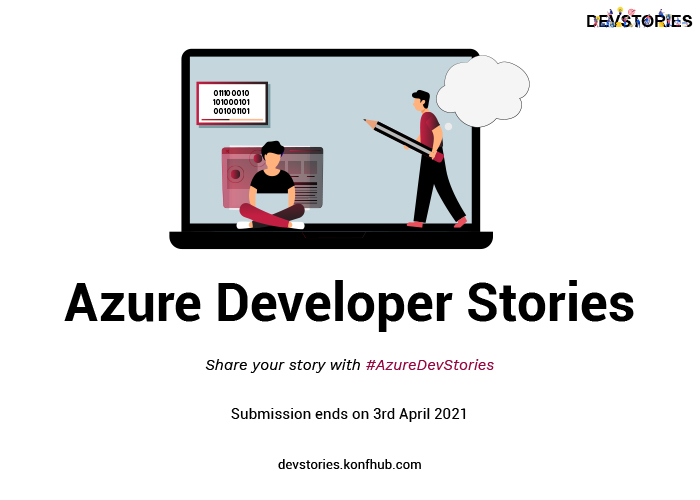 DEVSTORIES
011100010
101000101
001001101
Azure Developer Stories
Share your story with #AzureDevStories
Submission ends on 3rd April 2021
devstories.konfhub.com